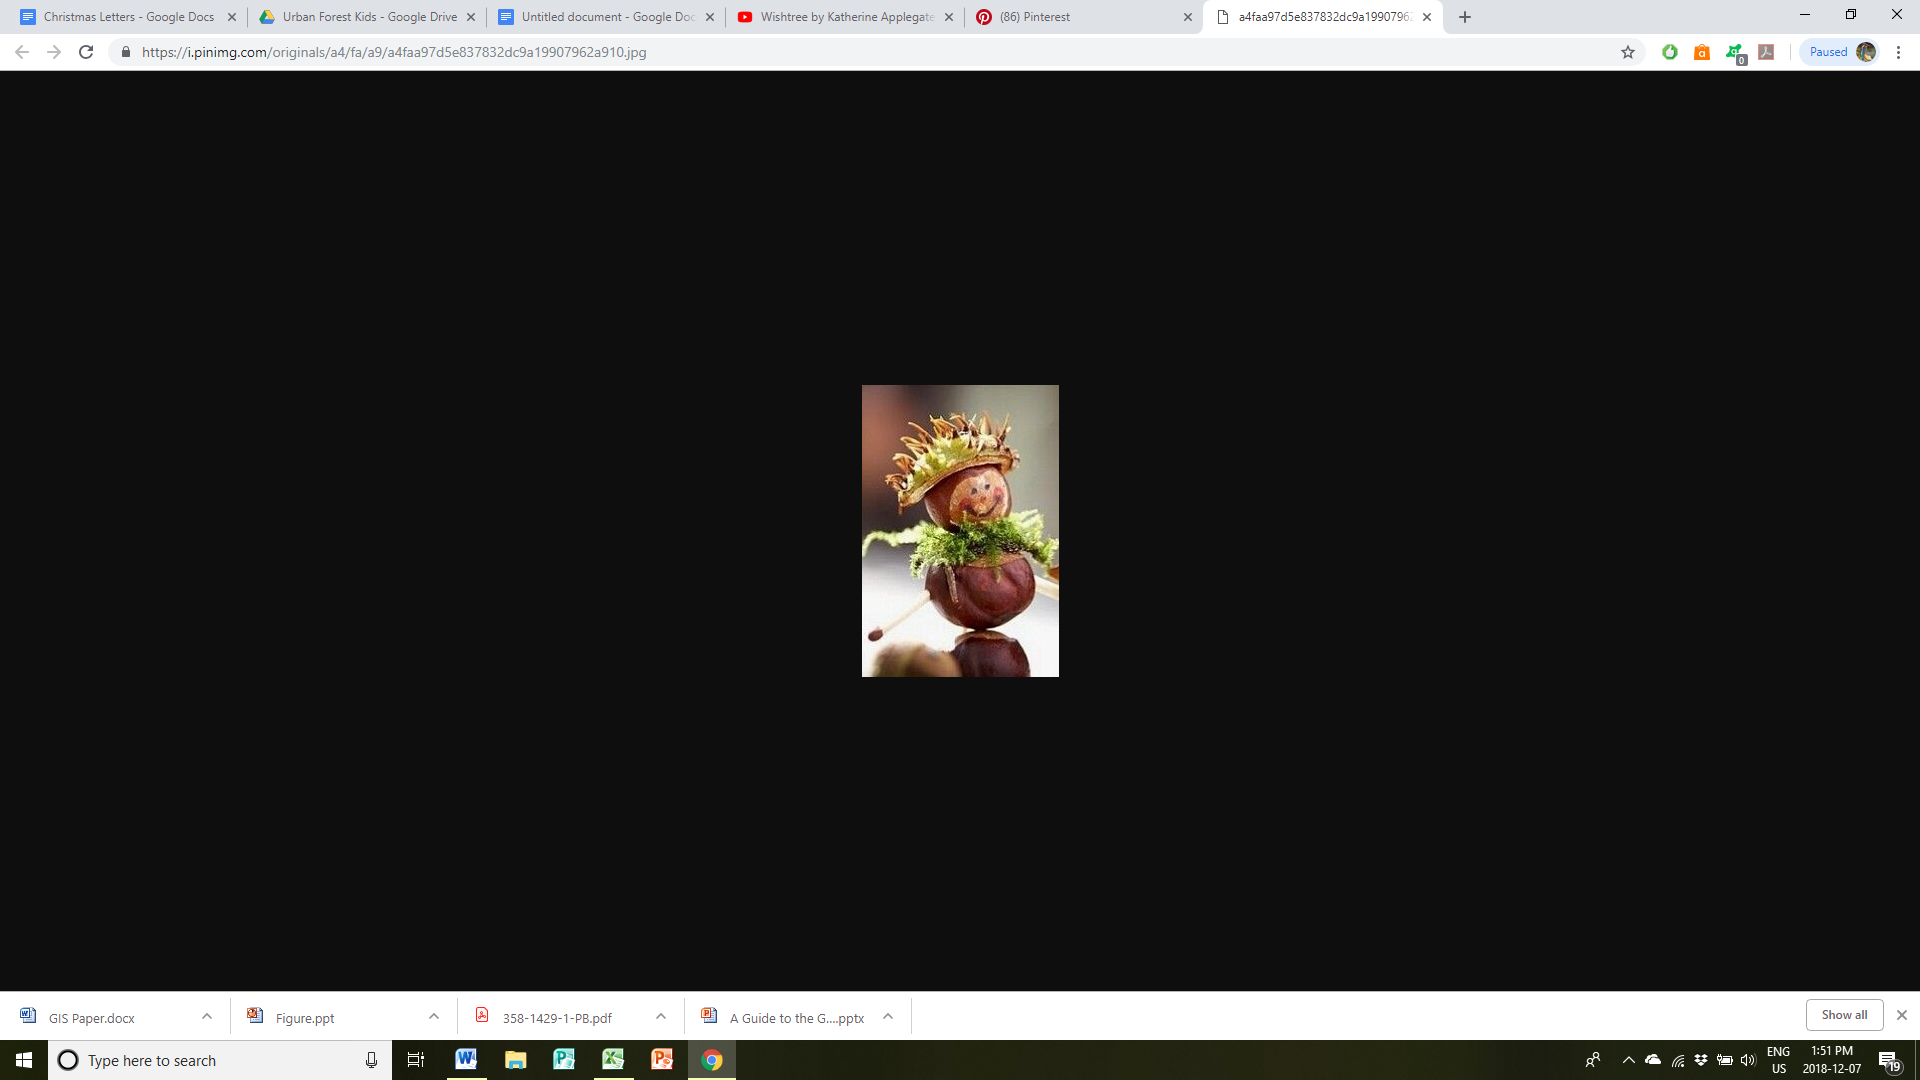 Christmas Letters - Google Docs
Urban Forest Kids - Google Drive
Untitled document - Google Doc
Wishtree by Katherine Applegate
(86) Pinterest
a4faa97d5e837832dc9a19907962
https://i.pinimg.com/originals/a4/fa/a9/a4faa97d5e837832dc9a19907962a910.jpg
0
Paused
GIS Paper.docx
Figure.ppt
358-1429-1-PB.pdf
A Guide to the G....pptx
Show all
Type here to search
ENG
US
1:51 PM
2018-12-07
19